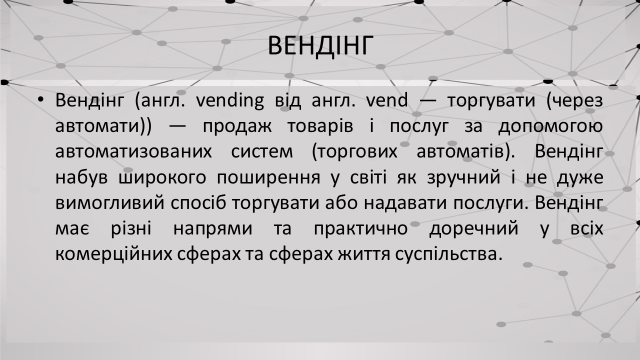 ВЕНДІНГ
• Вендінг (англ. vending від англ. vend — торгувати (через
автомати)) — продаж товарів і послуг за допомогою
автоматизованих систем (торгових автоматів). Вендінг
набув широкого поширення у світі як зручний і не дуже
вимогливий спосіб торгувати або надавати послуги. Вендінг
має різні напрями та практично доречний у всіх
комерційних сферах та сферах життя суспільства.